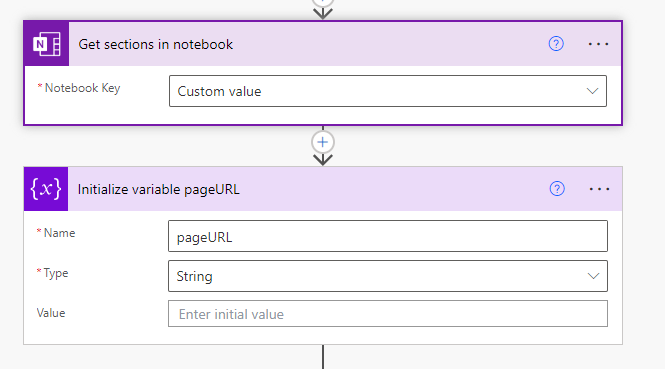 Get sections in notebook
* Notebook Key
Custom value
Initialize variable pageURL
* Name
pageURL
* Type
String
Value
Enter initial value